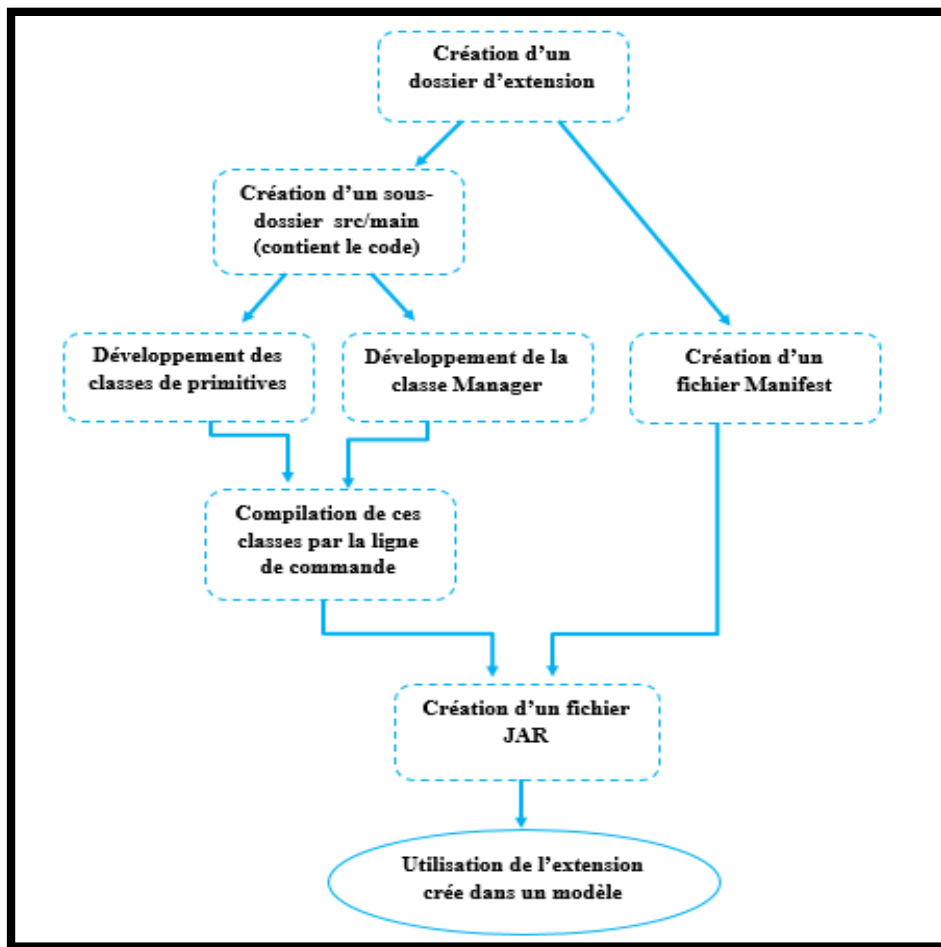 Création d’un
dossier d’extension
Création d’un sous-
dossier src/main
(contient le code)
Développement des
classes de primitives
Développement de la
classe Manager
Création d’un
fichier Manifest
Compilation de ces
classes par la ligne
de commande
Création d’un fichier
JAR
Utilisation de l’extension
crée dans un modèle